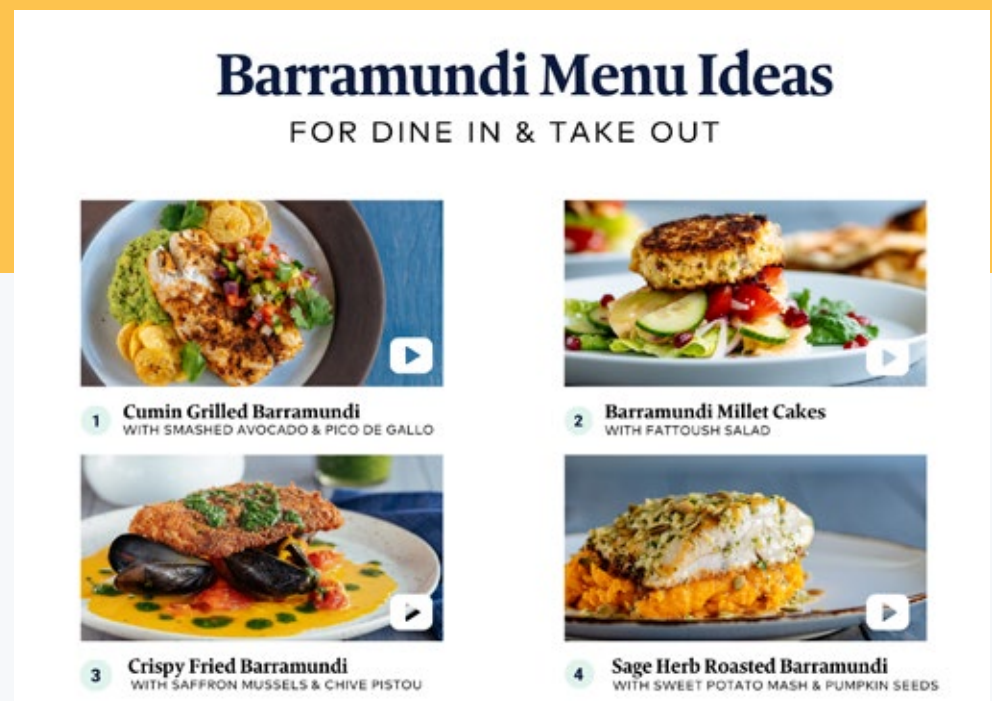 Barramundi Menu Ideas
FOR DINE IN & TAKE OUT
1 Cumin Grilled Barramundi
WITH SMASHED AVOCADO & PICO DE GALLO
2 Barramundi Millet Cakes
WITH FATTOUSH SALAD
3 Crispy Fried Barramundi
WITH SAFFRON MUSSELS & CHIVE PISTOU
4 Sage Herb Roasted Barramundi
WITH SWEET POTATO MASH & PUMPKIN SEEDS